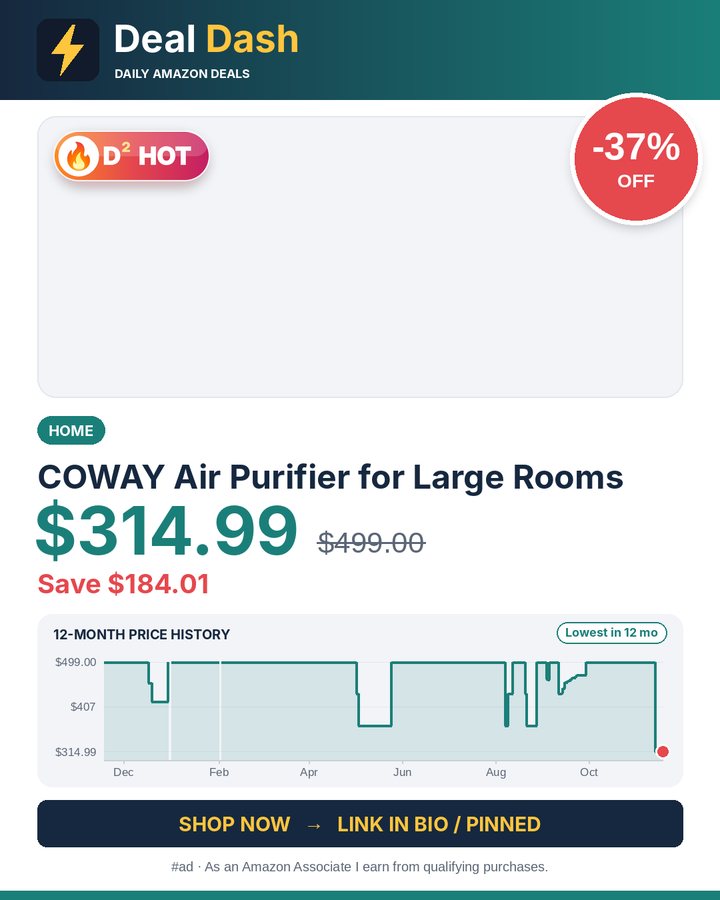 Deal Dash
DAILY AMAZON DEALS
-37%
OFF
D² HOT
HOME
COWAY Air Purifier for Large Rooms
$314.99 $499.00
Save $184.01
12-MONTH PRICE HISTORY
Lowest in 12 mo
$499.00
$407
$314.99
Dec Feb Apr Jun Aug Oct
SHOP NOW → LINK IN BIO / PINNED
#ad · As an Amazon Associate I earn from qualifying purchases.